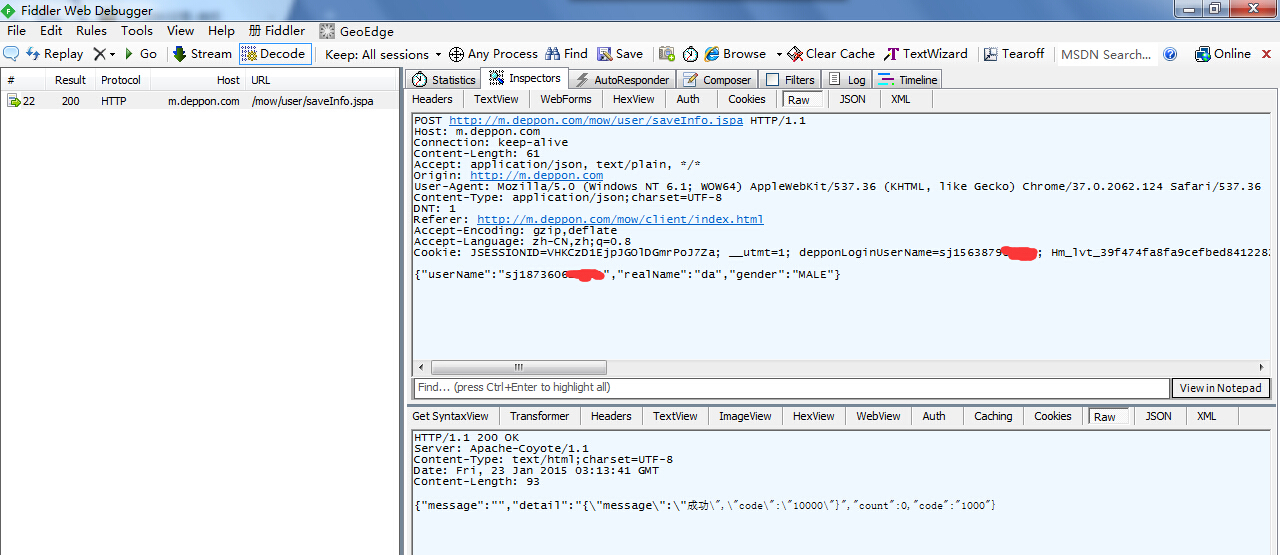 Fiddler Web Debugger
File Edit Rules Tools View Help Fiddler GeoEdge
Replay Go Stream Decode Keep: All sessions Any Process Find Save Browse Clear Cache TextWizard Tearoff MSDN Search... Online
# Result Protocol Host URL
22 200 HTTP m.deppon.com /mow/user/saveInfo.jspa
Statistics Inspectors AutoResponder Composer Filters Log Timeline
Headers TextView WebForms HexView Auth Cookies Raw JSON XML
POST http://m.deppon.com/mow/user/saveInfo.jspa HTTP/1.1
Host: m.deppon.com
Connection: keep-alive
Content-Length: 61
Accept: application/json, text/plain, */*
Origin: http://m.deppon.com
User-Agent: Mozilla/5.0 (Windows NT 6.1; WOW64) AppleWebKit/537.36 (KHTML, like Gecko) Chrome/37.0.2062.124 Safari/537.36
Content-Type: application/json;charset=UTF-8
DNT: 1
Referer: http://m.deppon.com/mow/client/index.html
Accept-Encoding: gzip,deflate
Accept-Language: zh-CN,zh;q=0.8
Cookie: JSESSIONID=VHKCzD1EjpJGOlDGmrPoJ7Za; __utmt=1; depponLoginUserName=sj1563879; Hm_lvt_39f474fa8fa9cefbed8412282
{"userName":"sj1873606","realName":"da","gender":"MALE"}
Find... (press Ctrl+Enter to highlight all) View in Notepad
Get SyntaxView Transformer Headers TextView ImageView HexView WebView Auth Caching Cookies Raw JSON XML
HTTP/1.1 200 OK
Server: Apache-Coyote/1.1
Content-Type: text/html;charset=UTF-8
Date: Fri, 23 Jan 2015 03:13:41 GMT
Content-Length: 93
{"message":"","detail":"{\"message\":\"成功\",\"code\":\"10000\"}","count":0,"code":"1000"}